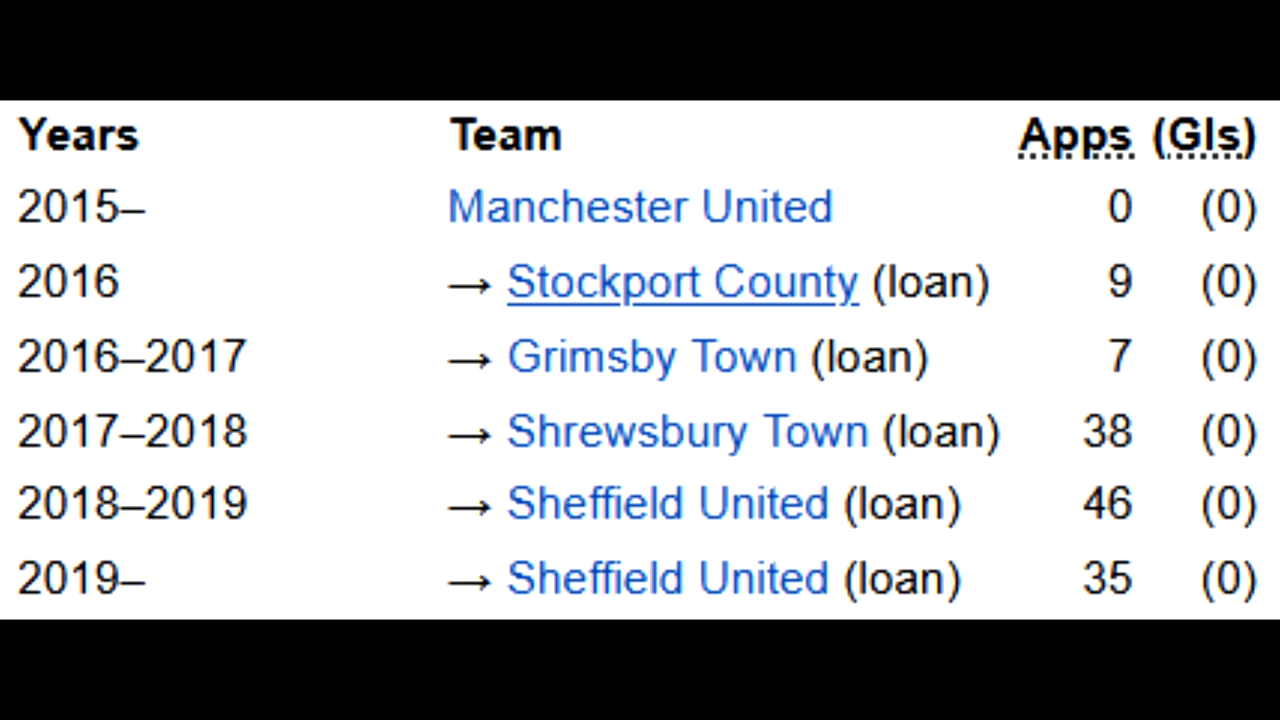 Years Team Apps (Gls)
2015– Manchester United 0 (0)
2016 → Stockport County (loan) 9 (0)
2016–2017 → Grimsby Town (loan) 7 (0)
2017–2018 → Shrewsbury Town (loan) 38 (0)
2018–2019 → Sheffield United (loan) 46 (0)
2019– → Sheffield United (loan) 35 (0)